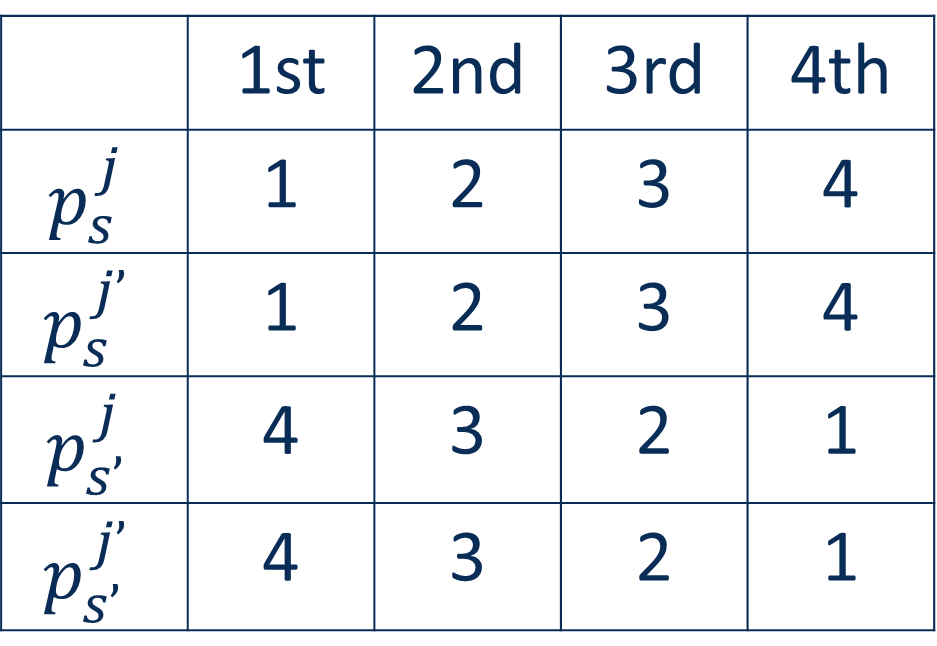 1st 2nd 3rd 4th
p_s^j 1 2 3 4
p_s^j’ 1 2 3 4
p_s’^j 4 3 2 1
p_s’^j’ 4 3 2 1